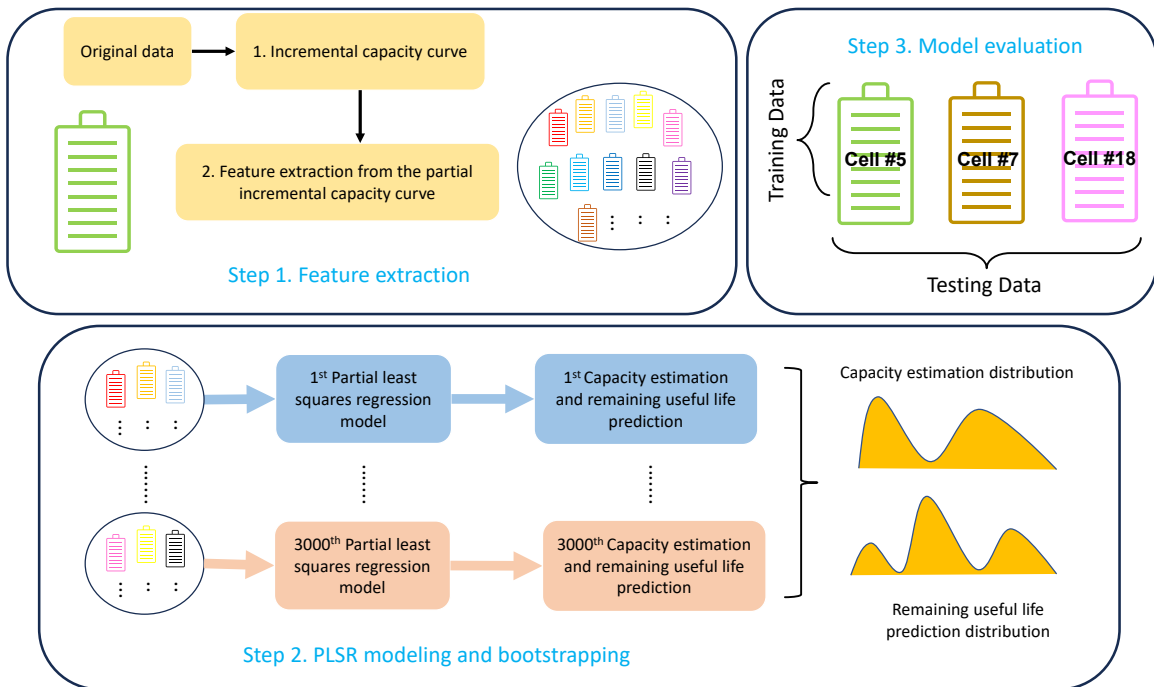 Original data
1. Incremental capacity curve
2. Feature extraction from the partial
incremental capacity curve
Step 1. Feature extraction
Step 3. Model evaluation
Training Data
Cell #5
Cell #7
Cell #18
Testing Data
1st Partial least
squares regression
model
1st Capacity estimation
and remaining useful life
prediction
3000th Partial least
squares regression
model
3000th Capacity estimation
and remaining useful life
prediction
Capacity estimation distribution
Remaining useful life
prediction distribution
Step 2. PLSR modeling and bootstrapping